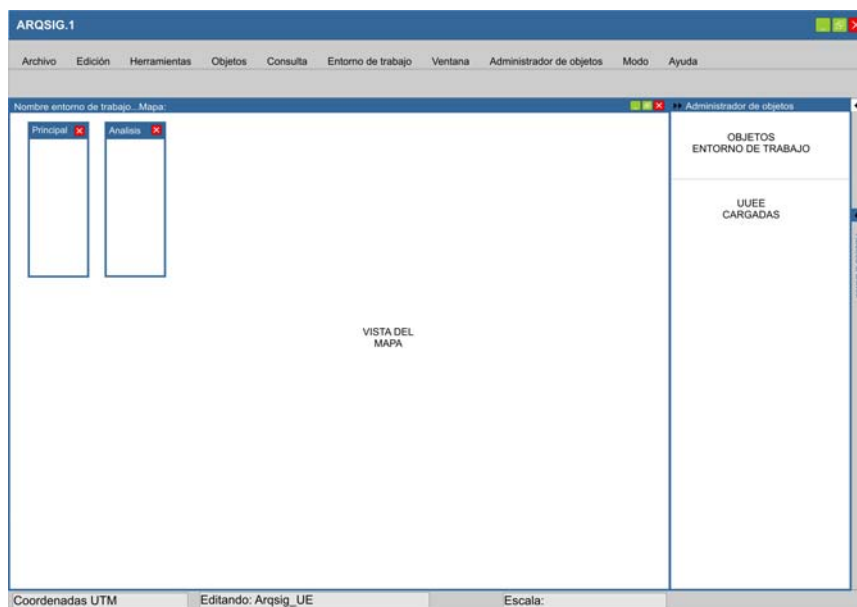 ARQSIG.1
Archivo Edición Herramientas Objetos Consulta Entorno de trabajo Ventana Administrador de objetos Modo Ayuda
Nombre entorno de trabajo...Mapa:
Administrador de objetos
Principal
Analisis
OBJETOS
ENTORNO DE TRABAJO
UUEE
CARGADAS
VISTA DEL
MAPA
Coordenadas UTM
Editando: Arqsig_UE
Escala: